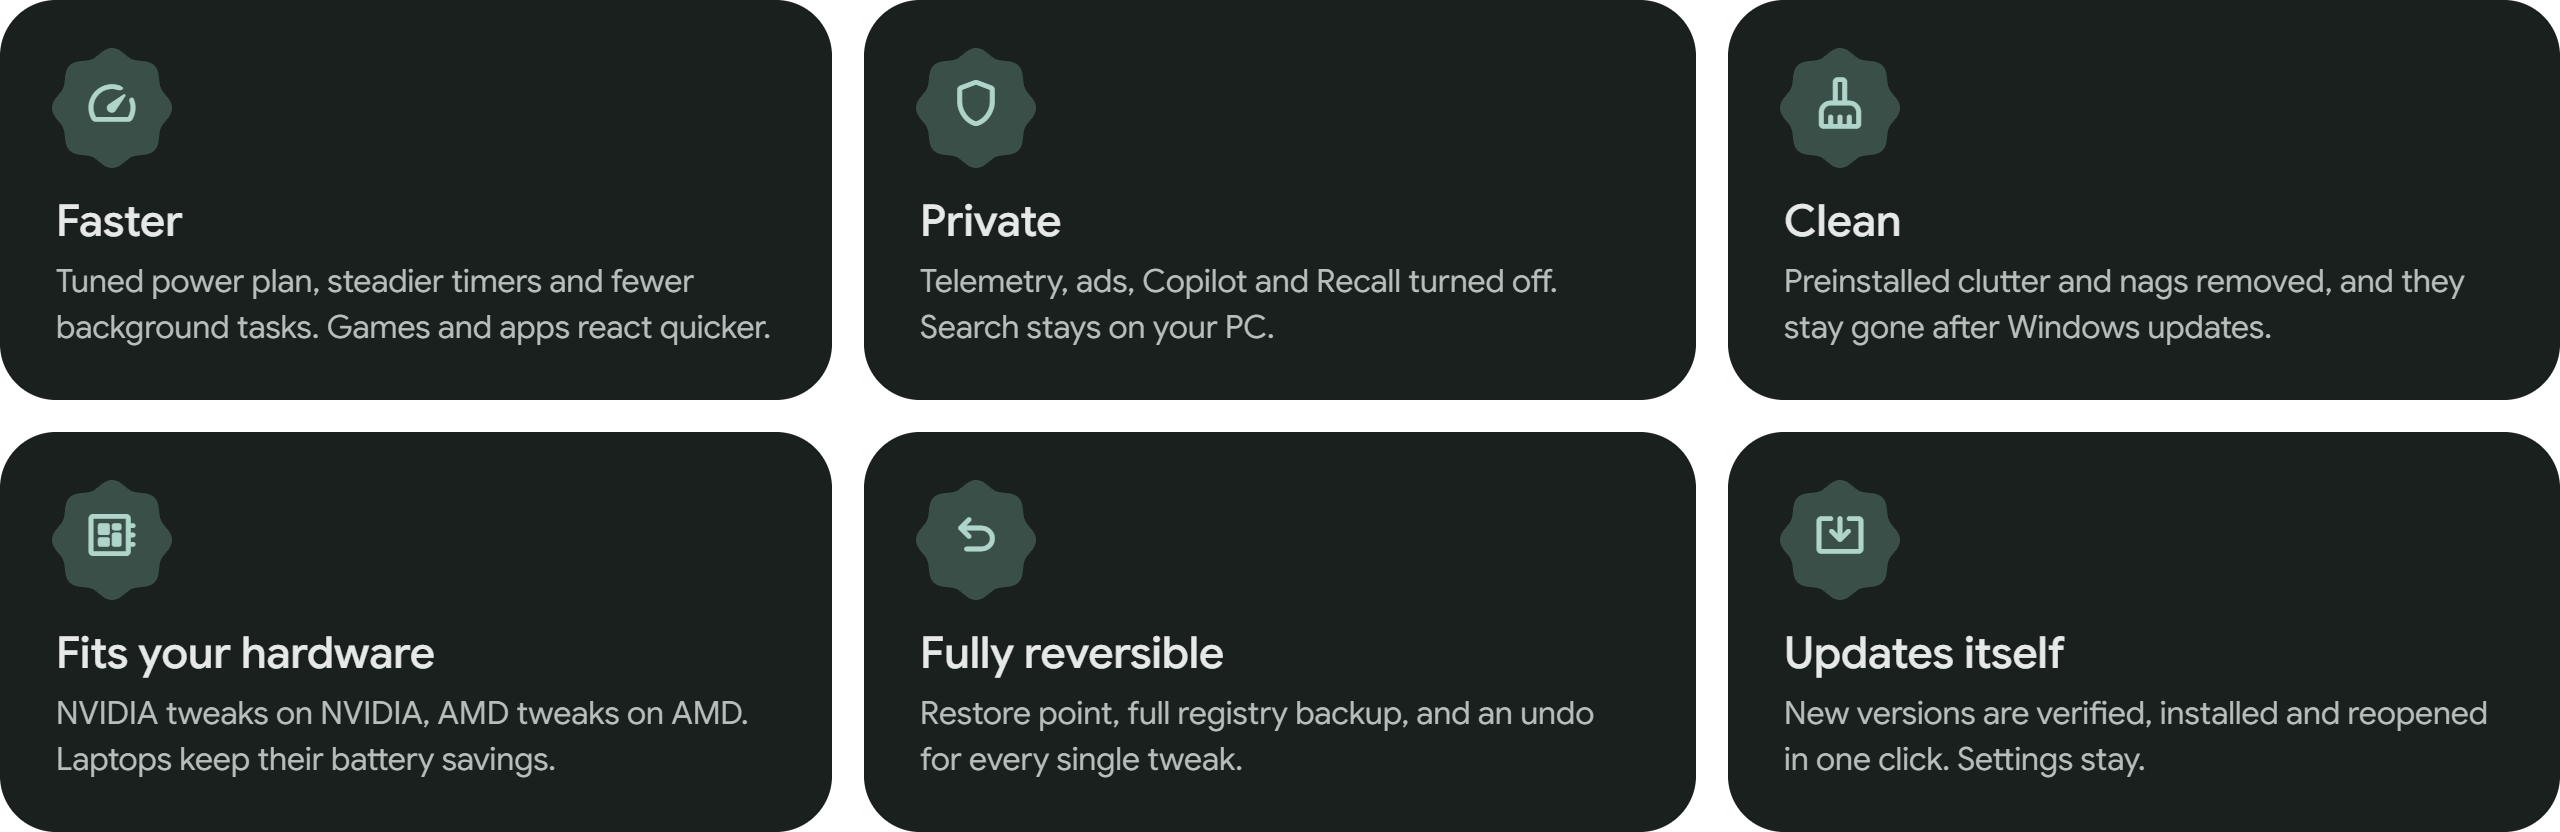 Faster
Tuned power plan, steadier timers and fewer
background tasks. Games and apps react quicker.
Private
Telemetry, ads, Copilot and Recall turned off.
Search stays on your PC.
Clean
Preinstalled clutter and nags removed, and they
stay gone after Windows updates.
Fits your hardware
NVIDIA tweaks on NVIDIA, AMD tweaks on AMD.
Laptops keep their battery savings.
Fully reversible
Restore point, full registry backup, and an undo
for every single tweak.
Updates itself
New versions are verified, installed and reopened
in one click. Settings stay.